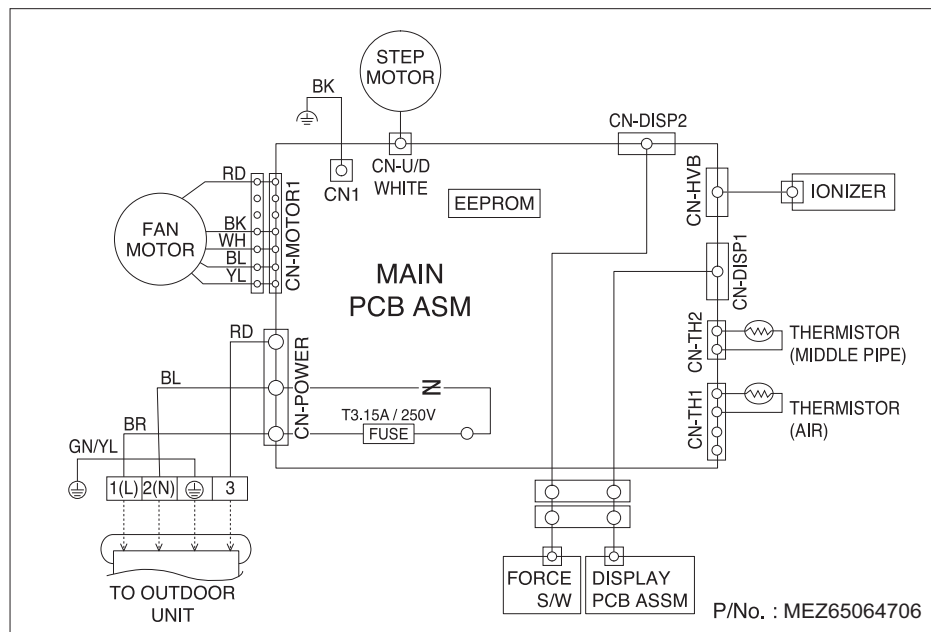 STEP
MOTOR
BK
CN-DISP2
CN1
CN-U/D
WHITE
EEPROM
CN-HVB
IONIZER
RD
BK
WH
BL
YL
FAN
MOTOR
CN-MOTOR1
MAIN
PCB ASM
CN-DISP1
CN-TH2
THERMISTOR
(MIDDLE PIPE)
CN-TH1
THERMISTOR
(AIR)
RD
BL
BR
GN/YL
CN-POWER
T3.15A / 250V
FUSE
N
1(L)
2(N)
3
TO OUTDOOR
UNIT
FORCE
S/W
DISPLAY
PCB ASSM
P/No. : MEZ65064706